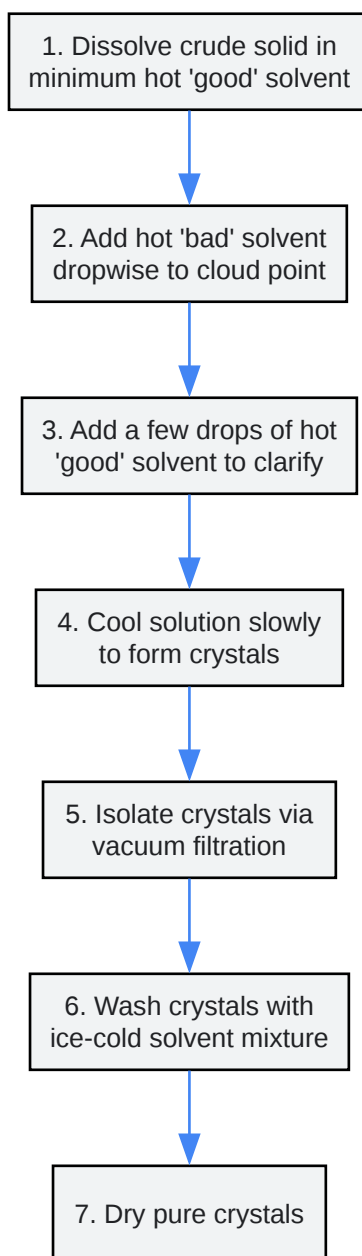 1. Dissolve crude solid in
minimum hot 'good' solvent
2. Add hot 'bad' solvent
dropwise to cloud point
3. Add a few drops of hot
'good' solvent to clarify
4. Cool solution slowly
to form crystals
5. Isolate crystals via
vacuum filtration
6. Wash crystals with
ice-cold solvent mixture
7. Dry pure crystals